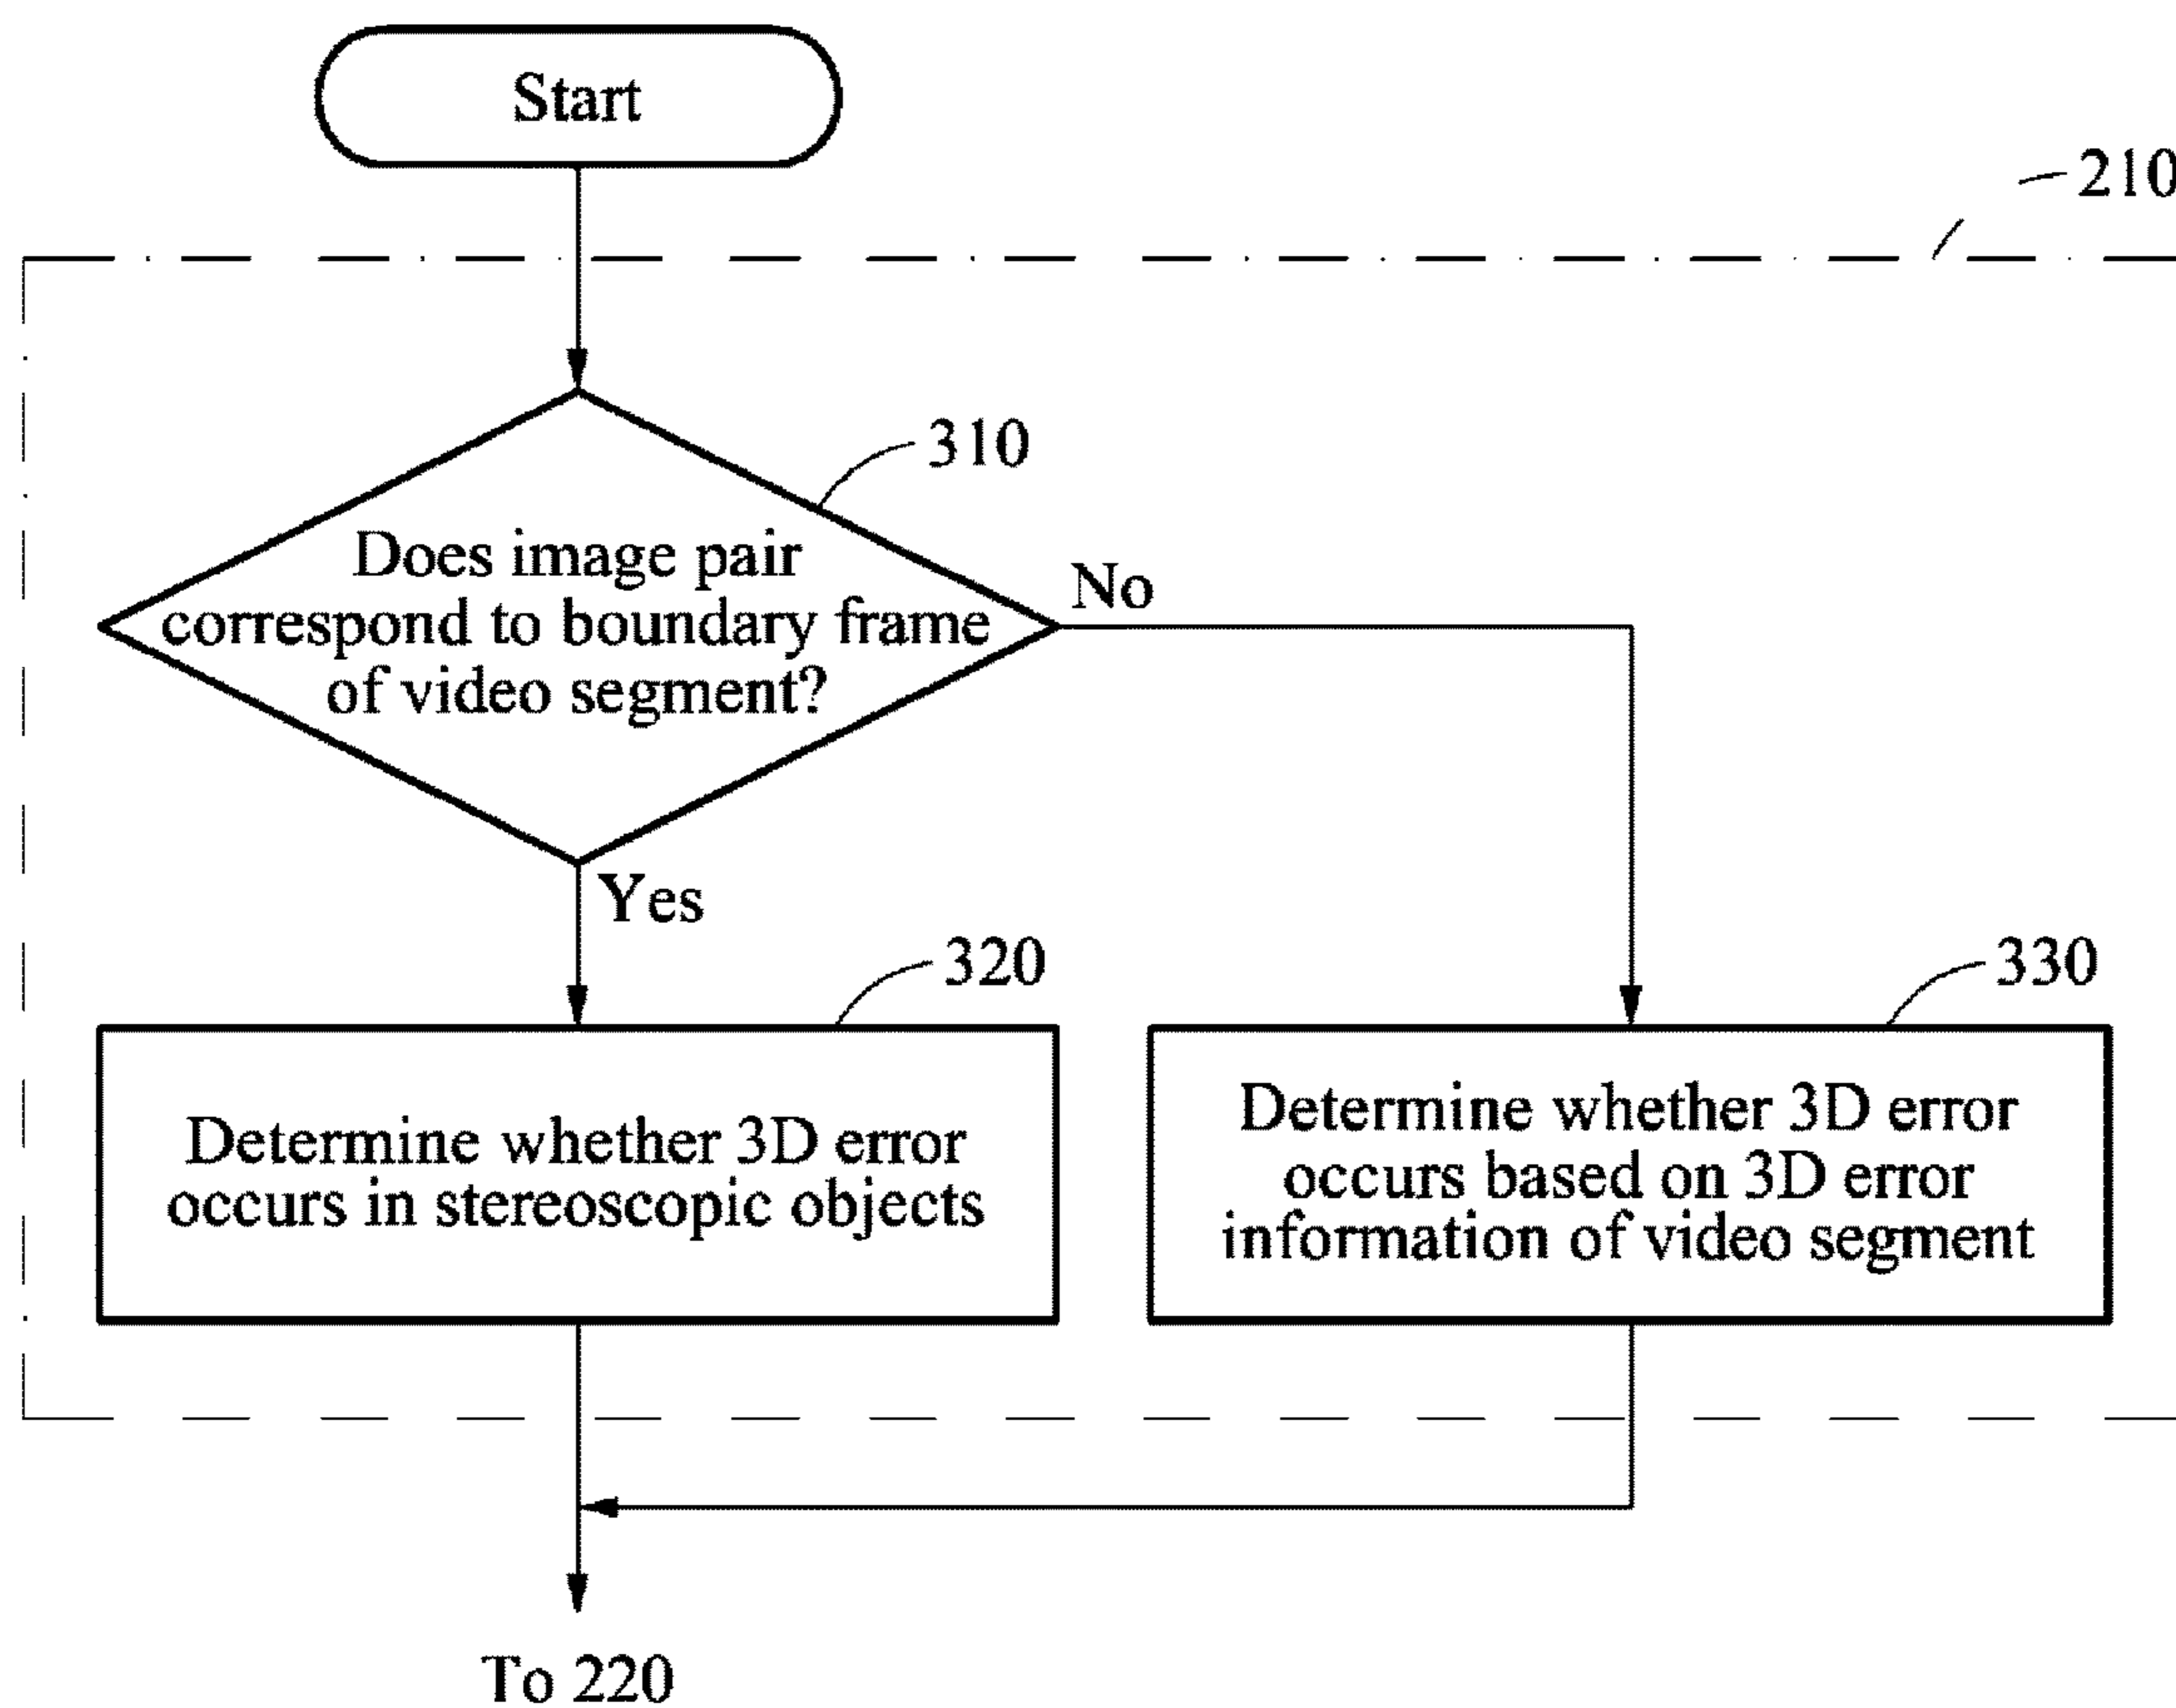 Start
210
310
Does image pair
correspond to boundary frame
of video segment?
No
Yes
320
330
Determine whether 3D error
occurs in stereoscopic objects
Determine whether 3D error
occurs based on 3D error
information of video segment
To 220